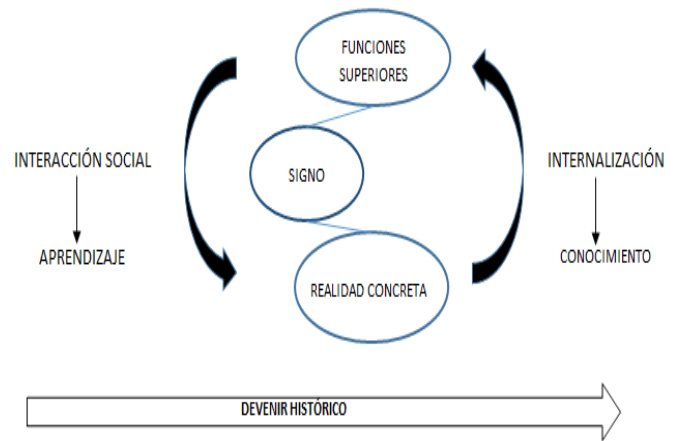 FUNCIONES
SUPERIORES
INTERACCIÓN SOCIAL
SIGNO
INTERNALIZACIÓN
APRENDIZAJE
CONOCIMIENTO
REALIDAD CONCRETA
DEVENIR HISTÓRICO